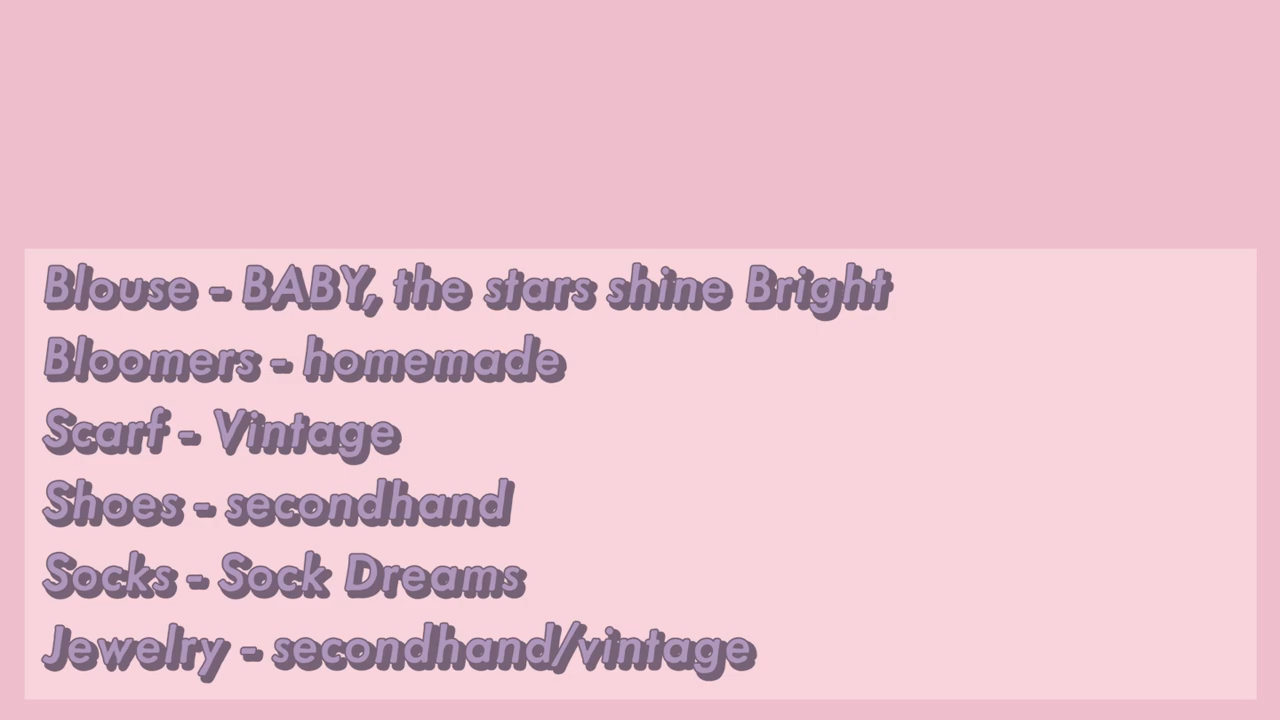 Blouse - BABY, the stars shine Bright
Bloomers - homemade
Scarf - Vintage
Shoes - secondhand
Socks - Sock Dreams
Jewelry - secondhand/vintage